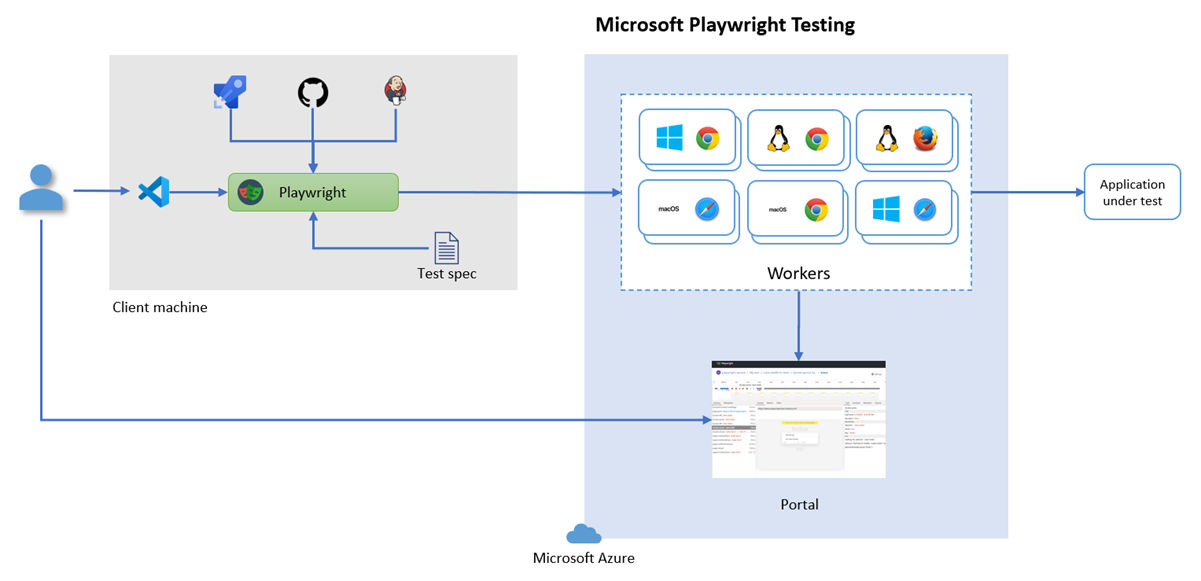 Microsoft Playwright Testing
Playwright
Test spec
Client machine
macOS
macOS
Workers
Application
under test
Portal
Microsoft Azure